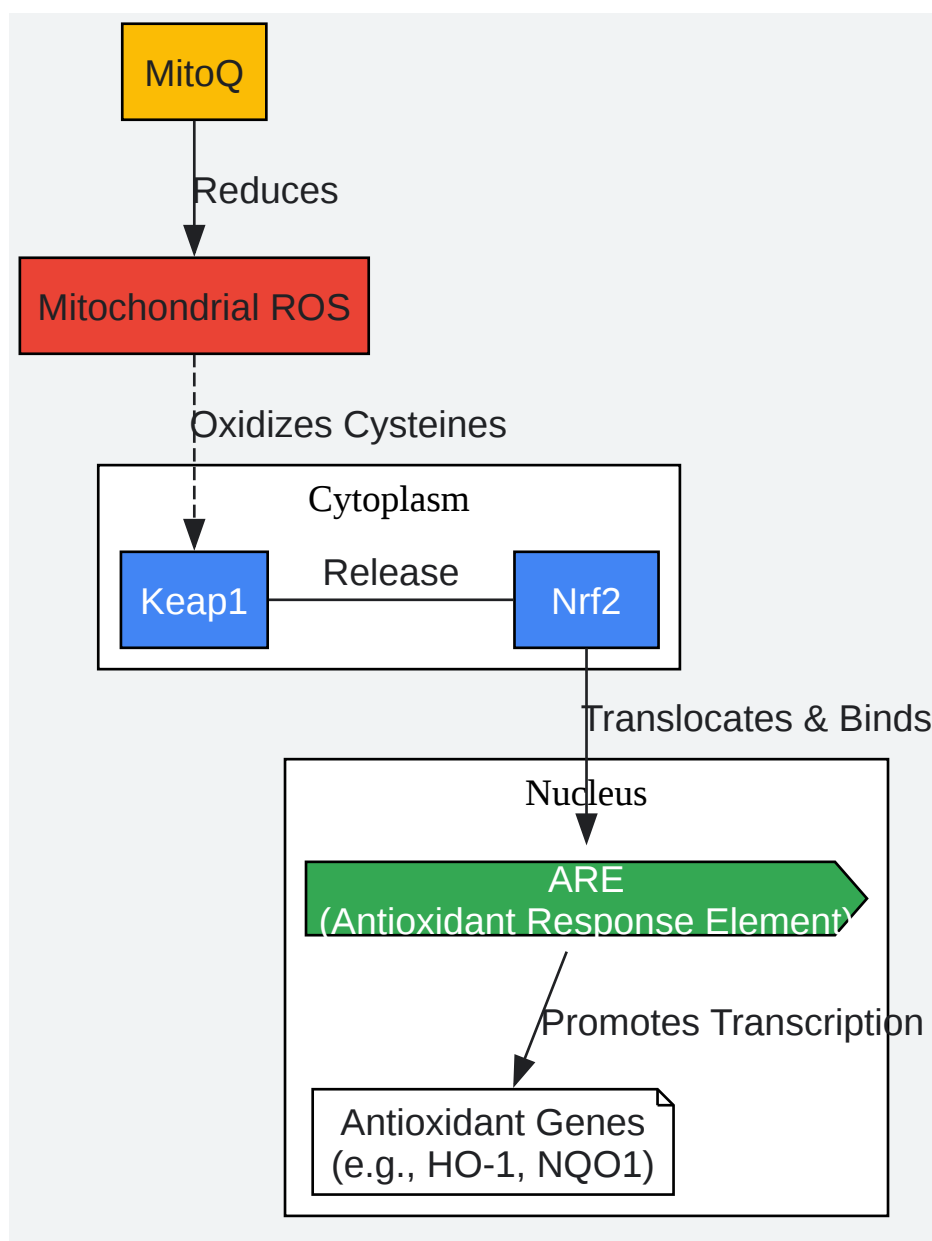 MitoQ
Reduces
Mitochondrial ROS
Oxidizes Cysteines
Cytoplasm
Keap1
Release
Nrf2
Translocates & Binds
Nucleus
ARE
(Antioxidant Response Element)
Promotes Transcription
Antioxidant Genes
(e.g., HO-1, NQO1)